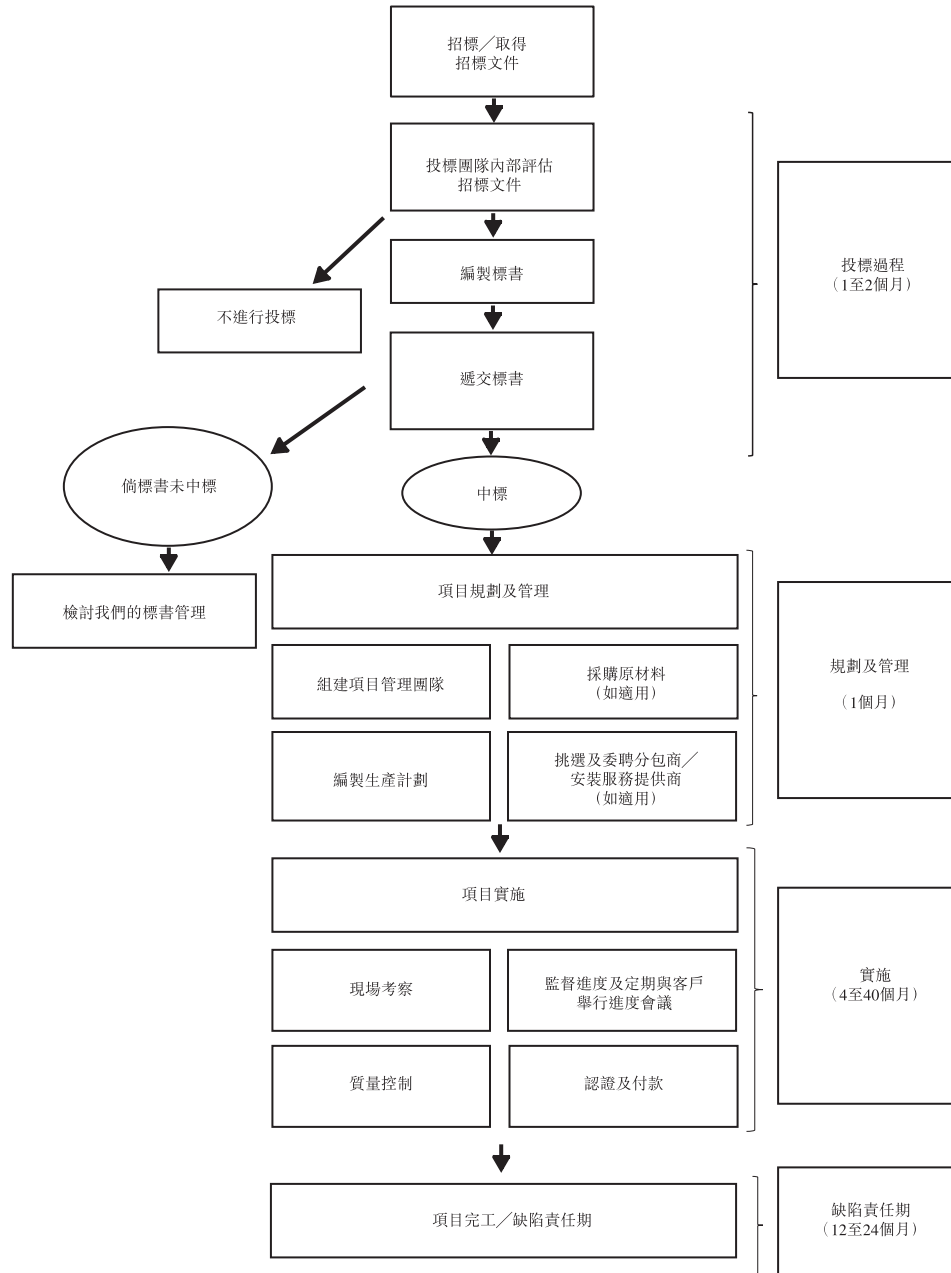 招標╱取得
招標文件
投標團隊內部評估
招標文件
編製標書
投標過程
（1至2個月）
不進行投標
遞交標書
倘標書未中標
中標
項目規劃及管理
檢討我們的標書管理
組建項目管理團隊
採購原材料
（如適用）
規劃及管理
（1個月）
編製生產計劃
挑選及委聘分包商╱
安裝服務提供商
（如適用）
項目實施
現場考察
監督進度及定期與客戶
舉行進度會議
實施
（4至40個月）
質量控制
認證及付款
項目完工╱缺陷責任期
缺陷責任期
（12至24個月）